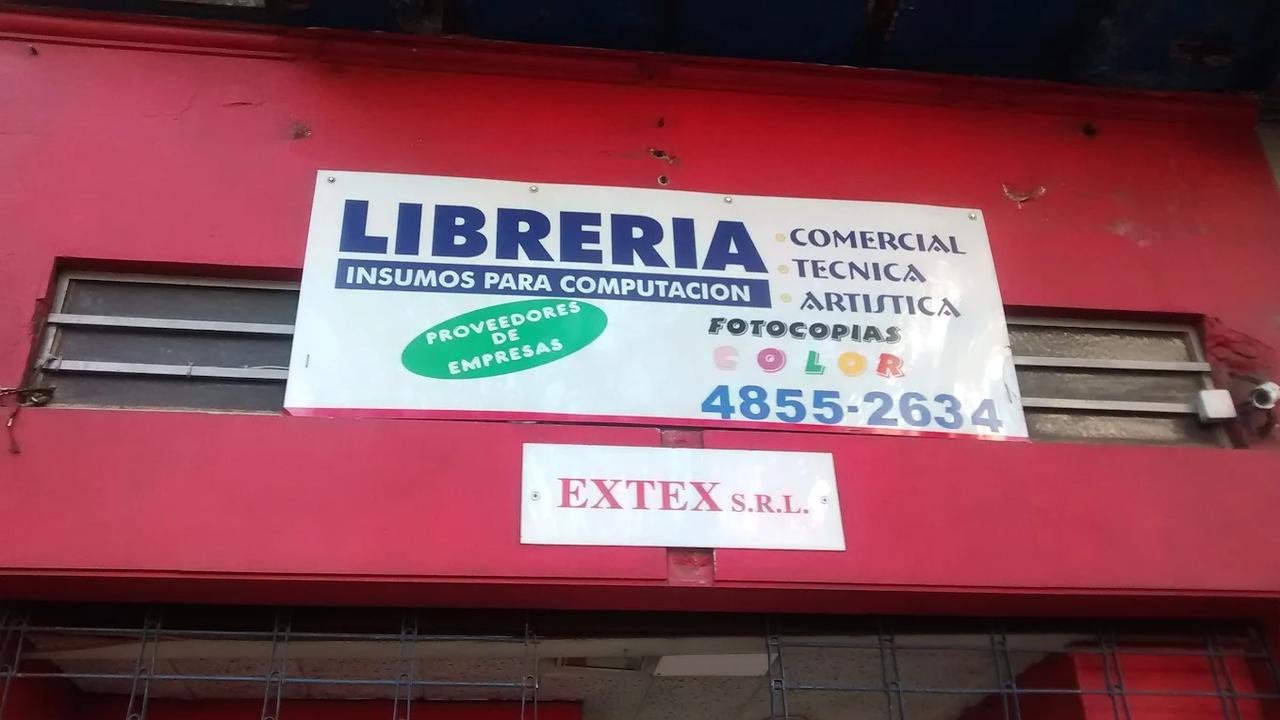 LIBRERIA
INSUMOS PARA COMPUTACION
PROVEEDORES
DE
EMPRESAS
• COMERCIAL
• TECNICA
• ARTISTICA
FOTOCOPIAS
COLOR
4855-2634
EXTEX S.R.L.